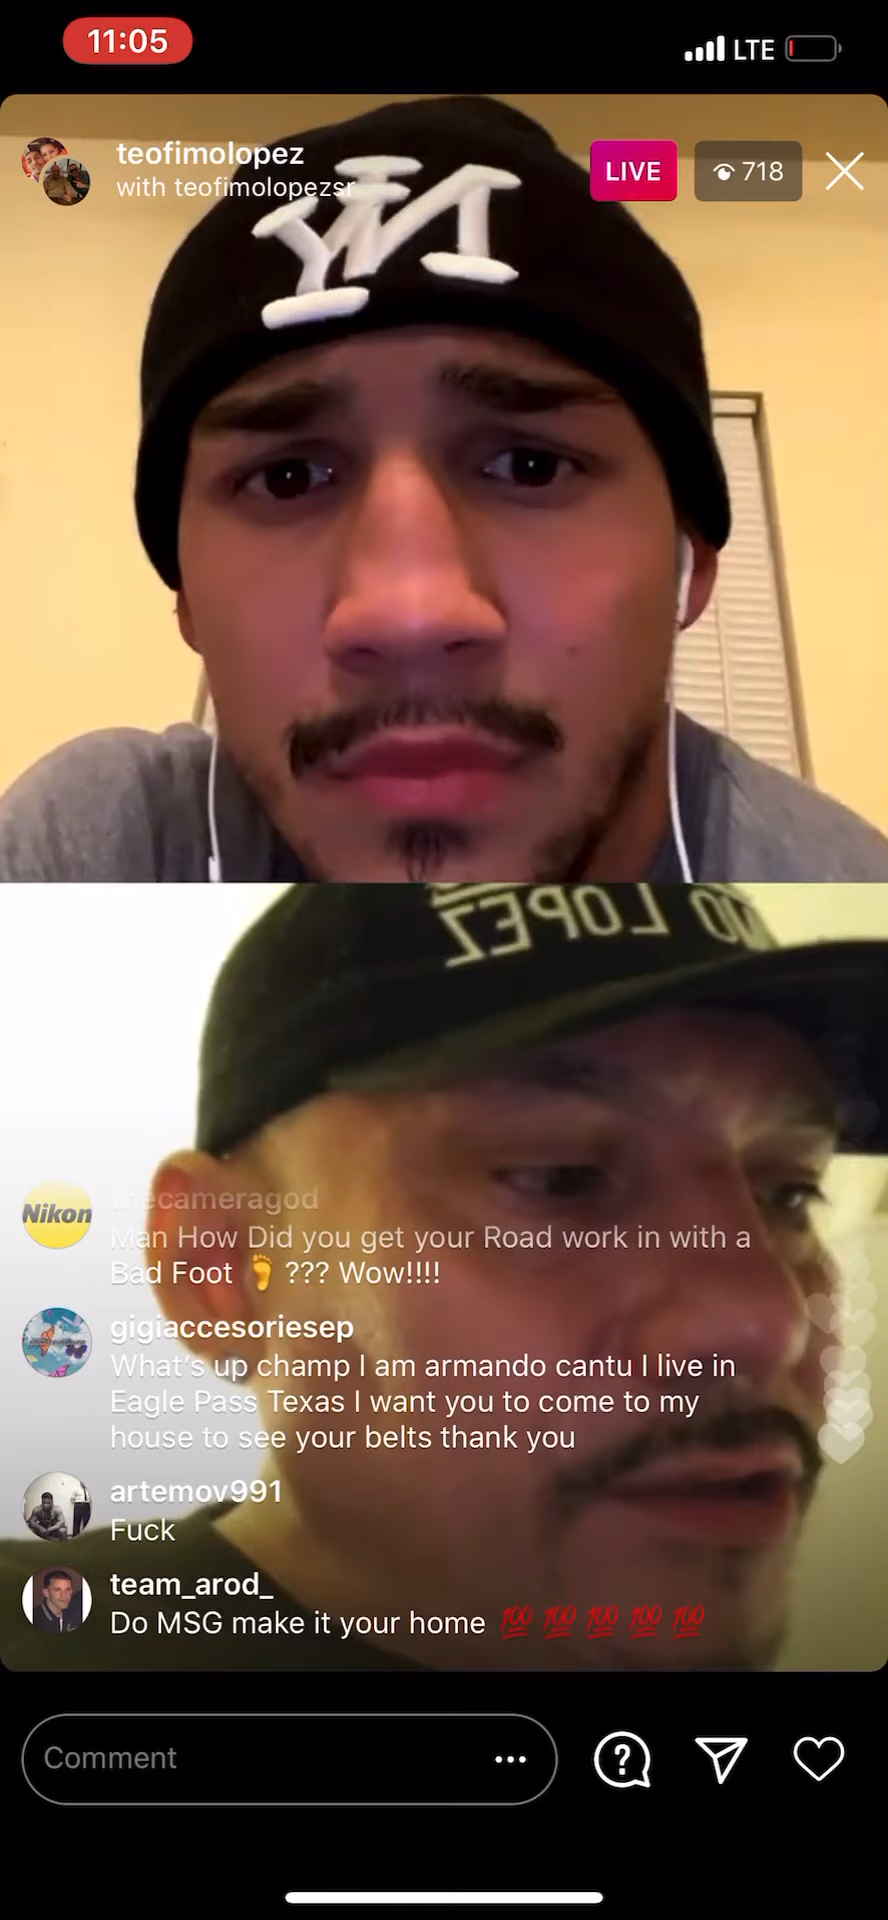 11:05
LTE
teofimolopez
with teofimolopezsr
LIVE
718
YM
NO LOPEZ
Nikon
thecameragod
Man How Did you get your Road work in with a
Bad Foot 👣 ??? Wow!!!!
gigiaccesoriesep
What's up champ I am armando cantu I live in
Eagle Pass Texas I want you to come to my
house to see your belts thank you
artemov991
Fuck
team_arod_
Do MSG make it your home 💯 💯 💯 💯 💯
Comment